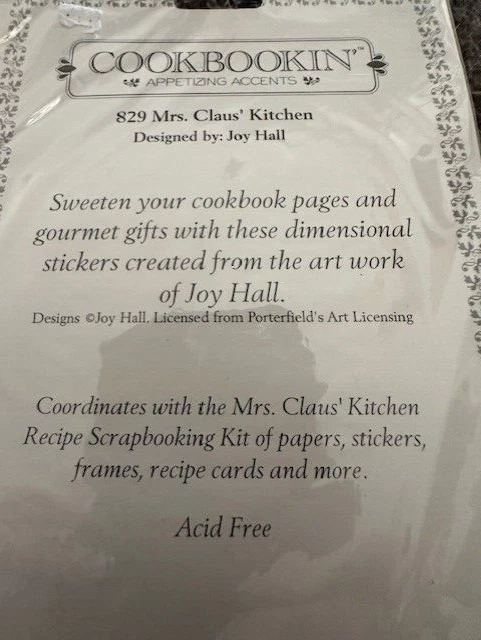 COOKBOOKIN'™
APPETIZING ACCENTS
829 Mrs. Claus' Kitchen
Designed by: Joy Hall
Sweeten your cookbook pages and
gourmet gifts with these dimensional
stickers created from the art work
of Joy Hall.
Designs ©Joy Hall. Licensed from Porterfield's Art Licensing
Coordinates with the Mrs. Claus' Kitchen
Recipe Scrapbooking Kit of papers, stickers,
frames, recipe cards and more.
Acid Free